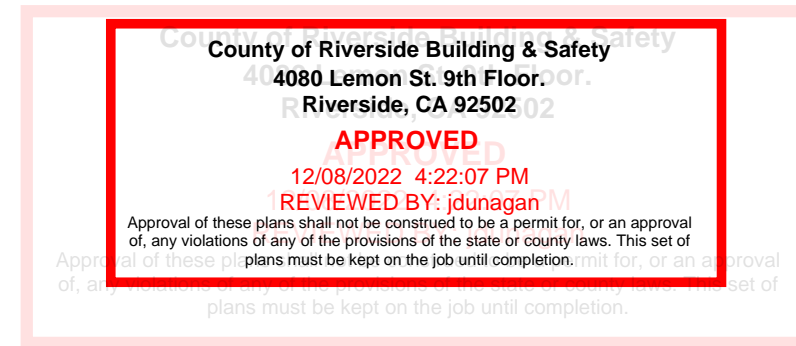 County of Riverside Building & Safety
4080 Lemon St. 9th Floor.
Riverside, CA 92502
APPROVED
12/08/2022 4:22:07 PM
REVIEWED BY: jdunagan
Approval of these plans shall not be construed to be a permit for, or an approval
of, any violations of any of the provisions of the state or county laws. This set of
plans must be kept on the job until completion.